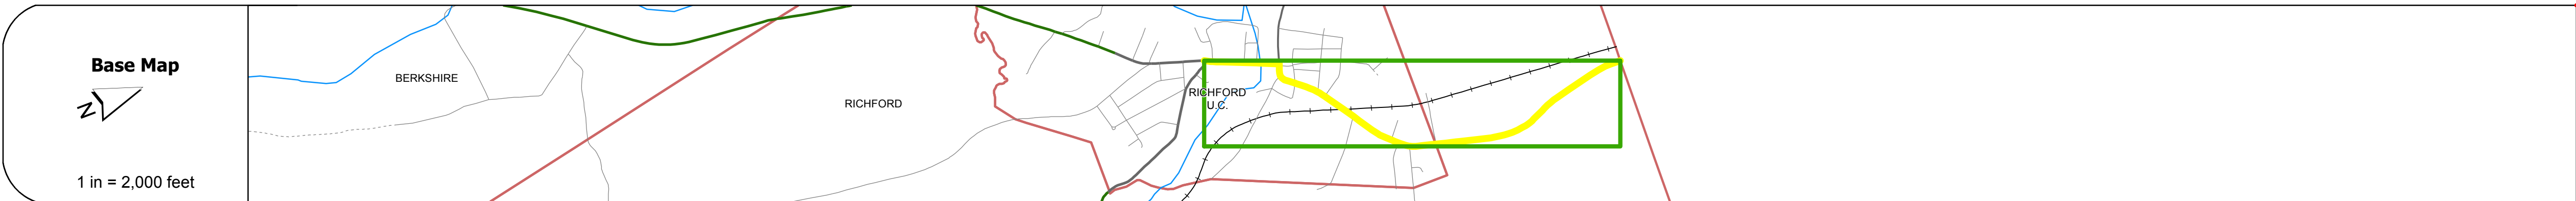 Base Map
N
1 in = 2,000 feet
BERKSHIRE
RICHFORD
RICHFORD
U.C.